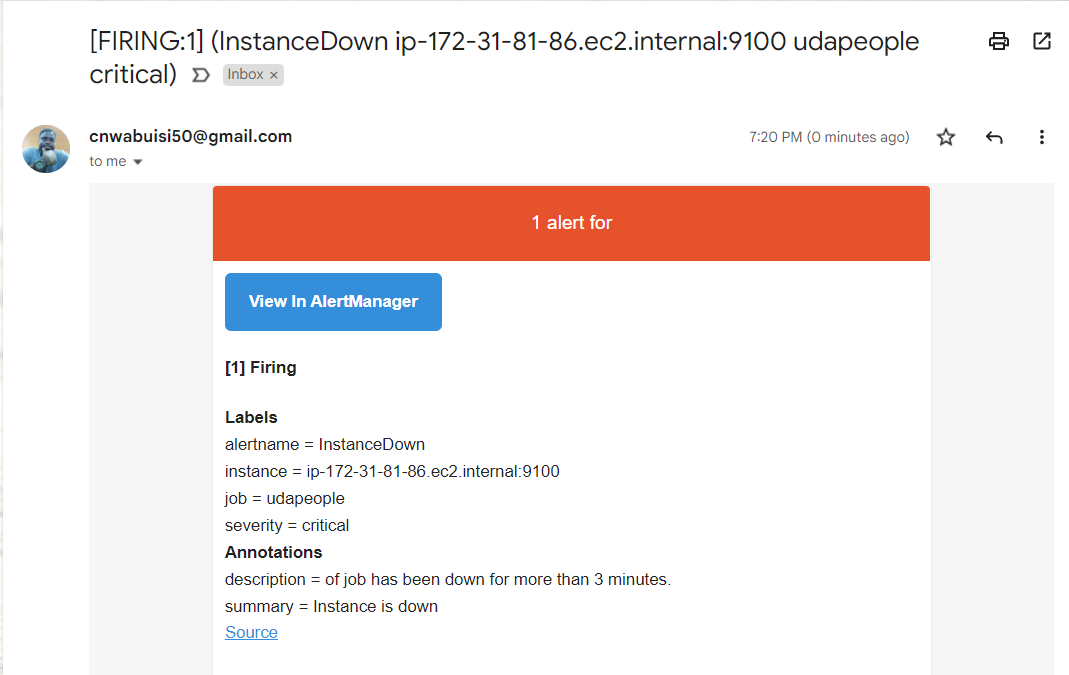 [FIRING:1] (InstanceDown ip-172-31-81-86.ec2.internal:9100 udapeople
critical) Inbox ×
cnwabuisi50@gmail.com 7:20 PM (0 minutes ago)
to me
1 alert for
View In AlertManager
[1] Firing
Labels
alertname = InstanceDown
instance = ip-172-31-81-86.ec2.internal:9100
job = udapeople
severity = critical
Annotations
description = of job has been down for more than 3 minutes.
summary = Instance is down
Source